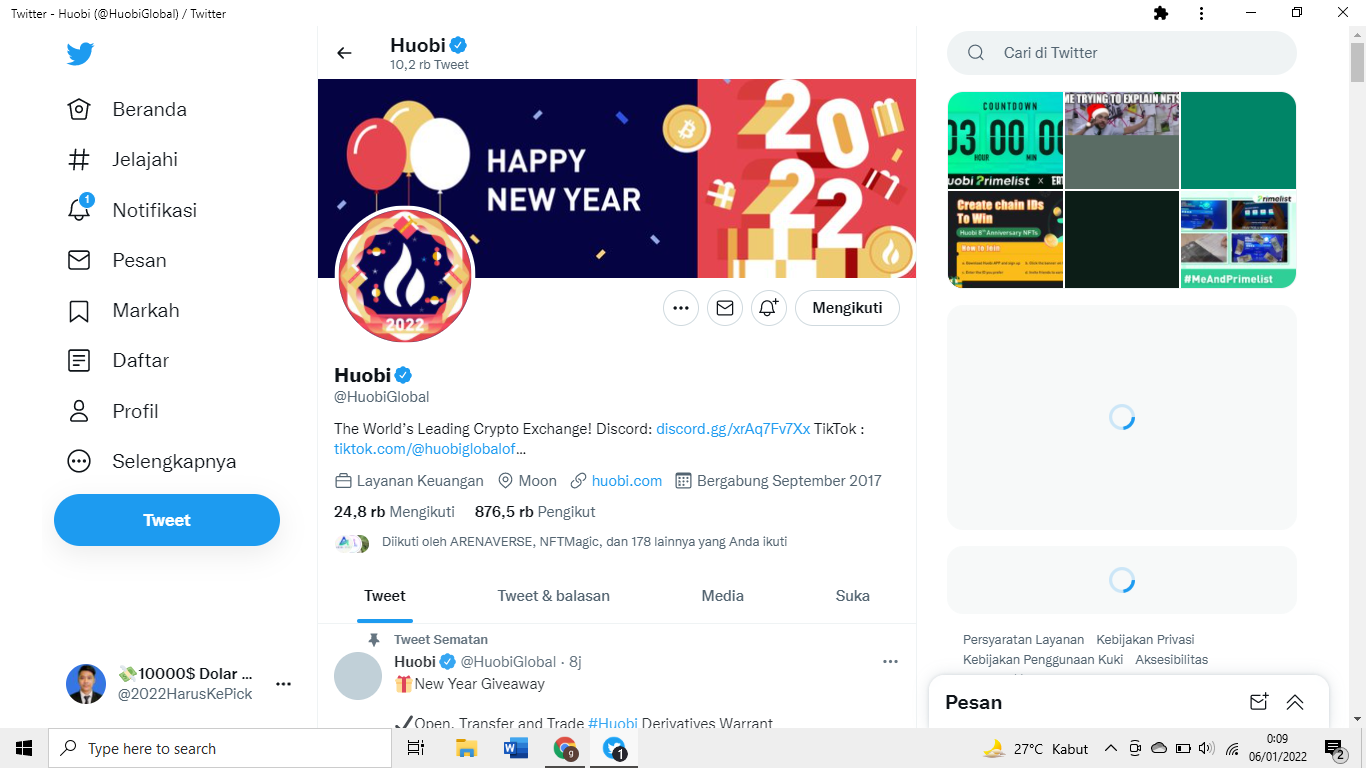 Twitter - Huobi (@HuobiGlobal) / Twitter
Beranda
Jelajahi
1
Notifikasi
Pesan
Markah
Daftar
Profil
Selengkapnya
Tweet
💸10000$ Dolar ...
@2022HarusKePick
Huobi
10,2 rb Tweet
HAPPY
NEW YEAR
2022
2022
Mengikuti
Huobi
@HuobiGlobal
The World's Leading Crypto Exchange! Discord: discord.gg/xrAq7Fv7Xx TikTok :
tiktok.com/@huobiglobalof…
Layanan Keuangan Moon huobi.com Bergabung September 2017
24,8 rb Mengikuti 876,5 rb Pengikut
Diikuti oleh ARENAVERSE, NFTMagic, dan 178 lainnya yang Anda ikuti
Tweet Tweet & balasan Media Suka
Tweet Sematan
Huobi @HuobiGlobal · 8j
🎁New Year Giveaway
✔Open, Transfer and Trade #Huobi Derivatives Warrant
Cari di Twitter
COUNTDOWN
03 00 00
HOUR MIN
uobi Primelist x
ME TRYING TO EXPLAIN NFTS
Create chain IDs
To Win
Huobi 8th Anniversary NFTs
How to Join
Primelist
#MeAndPrimelist
Persyaratan Layanan Kebijakan Privasi
Kebijakan Penggunaan Kuki Aksesibilitas
Pesan
Type here to search
g
1
27°C Kabut
0:09
06/01/2022
2